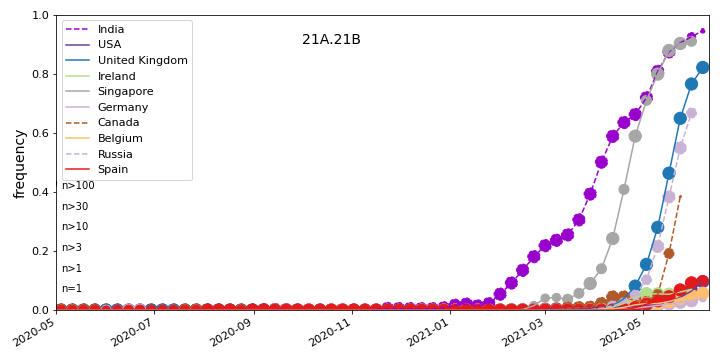 21A.21B
India
USA
United Kingdom
Ireland
Singapore
Germany
Canada
Belgium
Russia
Spain
n>100
n>30
n>10
n>3
n>1
n=1
frequency
1.0
0.8
0.6
0.4
0.2
0.0
2020-05
2020-07
2020-09
2020-11
2021-01
2021-03
2021-05